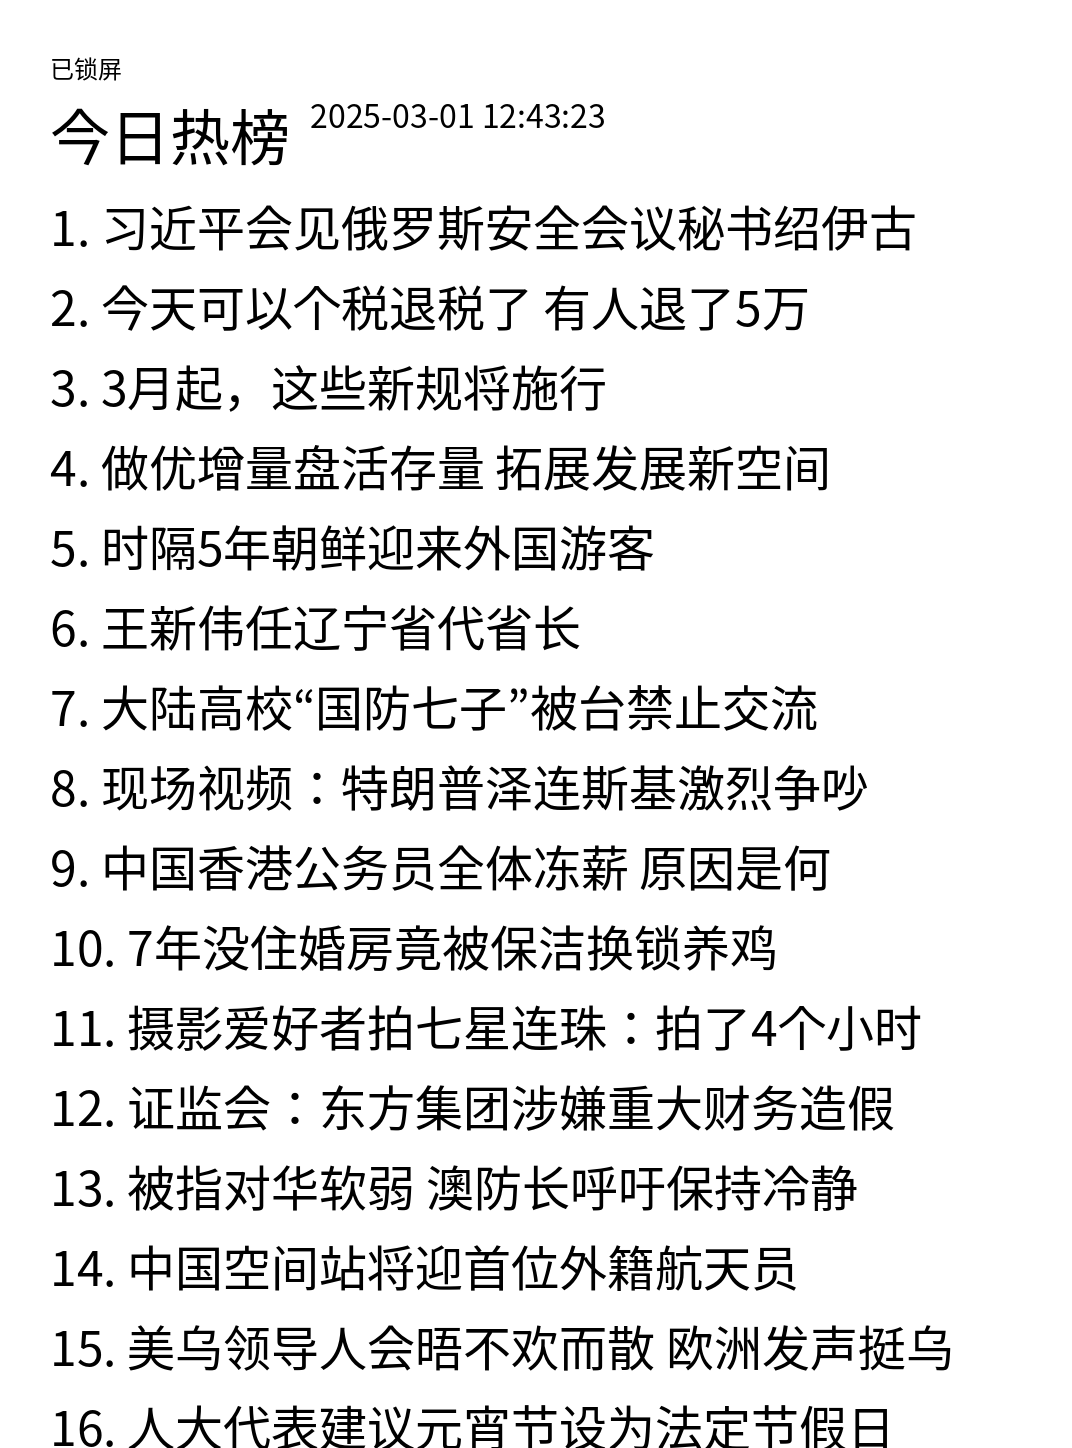 已锁屏
今日热榜 2025-03-01 12:43:23
1. 习近平会见俄罗斯安全会议秘书绍伊古
2. 今天可以个税退税了 有人退了5万
3. 3月起，这些新规将施行
4. 做优增量盘活存量 拓展发展新空间
5. 时隔5年朝鲜迎来外国游客
6. 王新伟任辽宁省代省长
7. 大陆高校“国防七子”被台禁止交流
8. 现场视频：特朗普泽连斯基激烈争吵
9. 中国香港公务员全体冻薪 原因是何
10. 7年没住婚房竟被保洁换锁养鸡
11. 摄影爱好者拍七星连珠：拍了4个小时
12. 证监会：东方集团涉嫌重大财务造假
13. 被指对华软弱 澳防长呼吁保持冷静
14. 中国空间站将迎首位外籍航天员
15. 美乌领导人会晤不欢而散 欧洲发声挺乌
16. 人大代表建议元宵节设为法定节假日